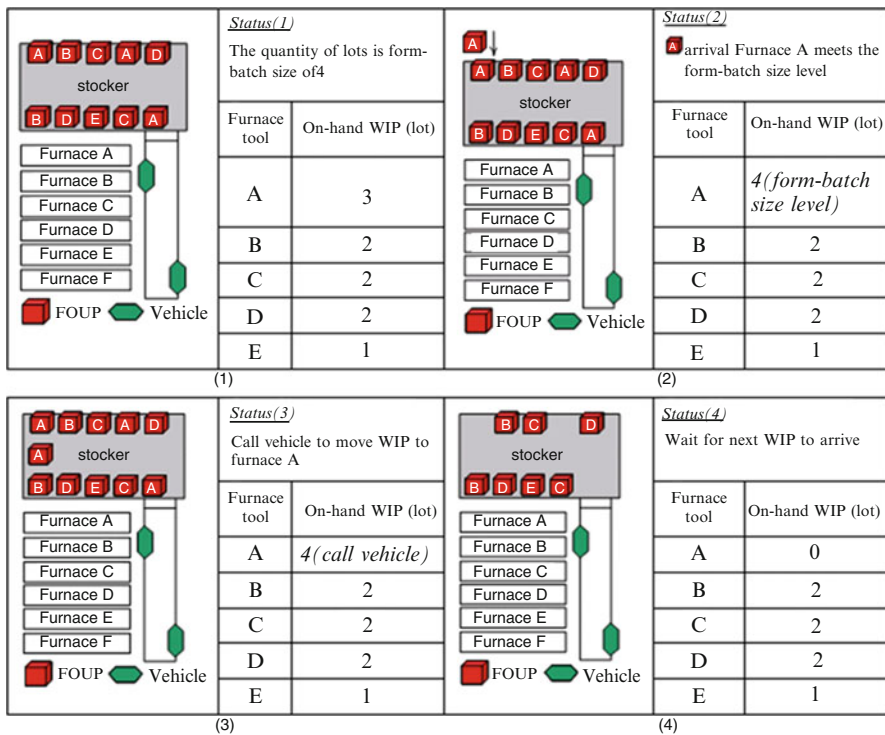 A B C A D
stocker
B D E C A
Furnace A
Furnace B
Furnace C
Furnace D
Furnace E
Furnace F
FOUP Vehicle
Status(1)
The quantity of lots is form-
batch size of4
Furnace
tool
On-hand WIP (lot)
A 3
B 2
C 2
D 2
E 1
(1)
A
A B C A D
stocker
B D E C A
Furnace A
Furnace B
Furnace C
Furnace D
Furnace E
Furnace F
FOUP Vehicle
Status(2)
A arrival Furnace A meets the
form-batch size level
Furnace
tool
On-hand WIP (lot)
A
4(form-batch
size level)
B 2
C 2
D 2
E 1
(2)
A B C A D
A stocker
B D E C A
Furnace A
Furnace B
Furnace C
Furnace D
Furnace E
Furnace F
FOUP Vehicle
Status(3)
Call vehicle to move WIP to
furnace A
Furnace
tool
On-hand WIP (lot)
A 4(call vehicle)
B 2
C 2
D 2
E 1
(3)
B C D
stocker
B D E C
Furnace A
Furnace B
Furnace C
Furnace D
Furnace E
Furnace F
FOUP Vehicle
Status(4)
Wait for next WIP to arrive
Furnace
tool
On-hand WIP (lot)
A 0
B 2
C 2
D 2
E 1
(4)